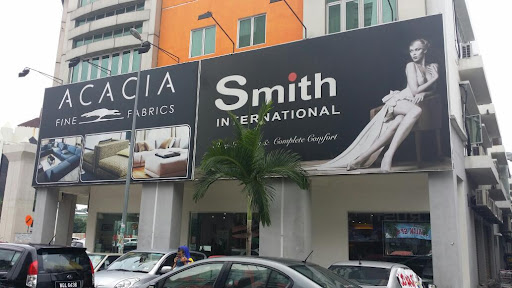 ACACIA
FINE FABRICS
Smith
INTERNATIONAL
& Complete Comfort